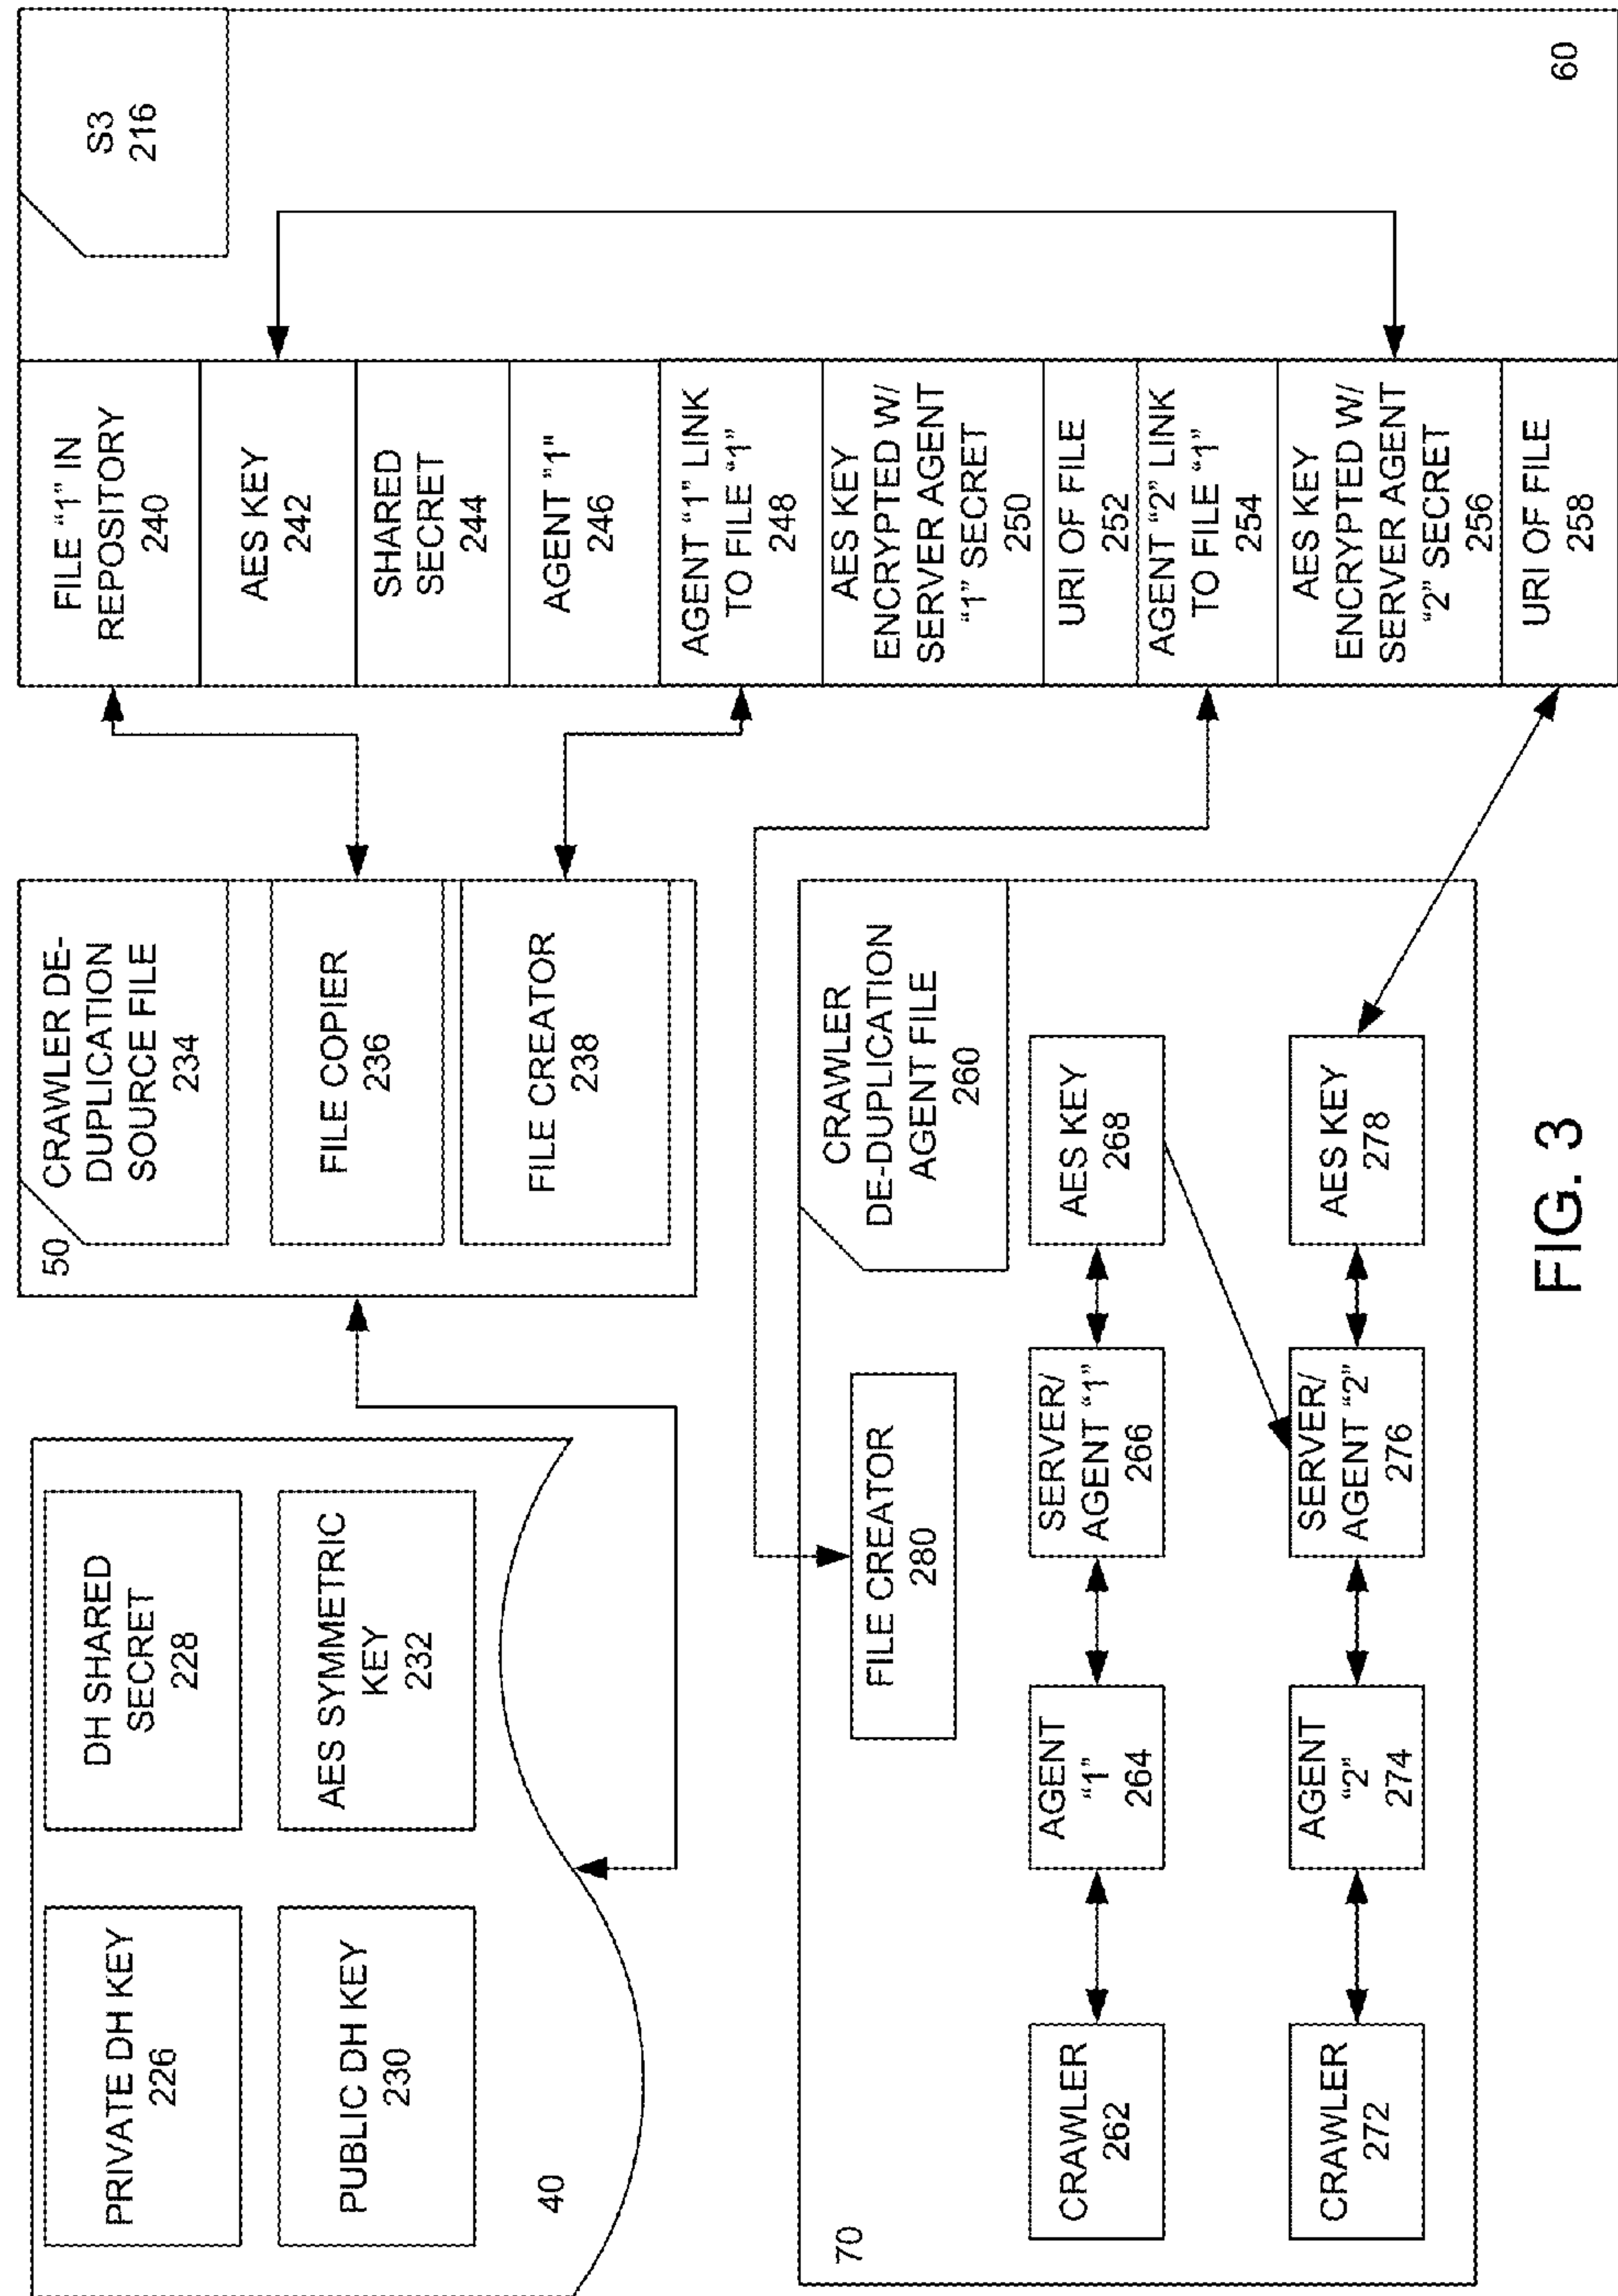 PRIVATE DH KEY
226
DH SHARED
SECRET
228
PUBLIC DH KEY
230
AES SYMMETRIC
KEY
232
40
50
CRAWLER DE-
DUPLICATION
SOURCE FILE
234
FILE COPIER
236
FILE CREATOR
238
S3
216
FILE “1” IN
REPOSITORY
240
AES KEY
242
SHARED
SECRET
244
AGENT "1"
246
AGENT “1” LINK
TO FILE “1”
248
AES KEY
ENCRYPTED W/
SERVER AGENT
“1” SECRET
250
URI OF FILE
252
AGENT “2” LINK
TO FILE “1”
254
AES KEY
ENCRYPTED W/
SERVER AGENT
“2” SECRET
256
URI OF FILE
258
60
70
CRAWLER
DE-DUPLICATION
AGENT FILE
260
FILE CREATOR
280
CRAWLER
262
AGENT
“1”
264
SERVER/
AGENT “1”
266
AES KEY
268
CRAWLER
272
AGENT
“2”
274
SERVER/
AGENT “2”
276
AES KEY
278
FIG. 3